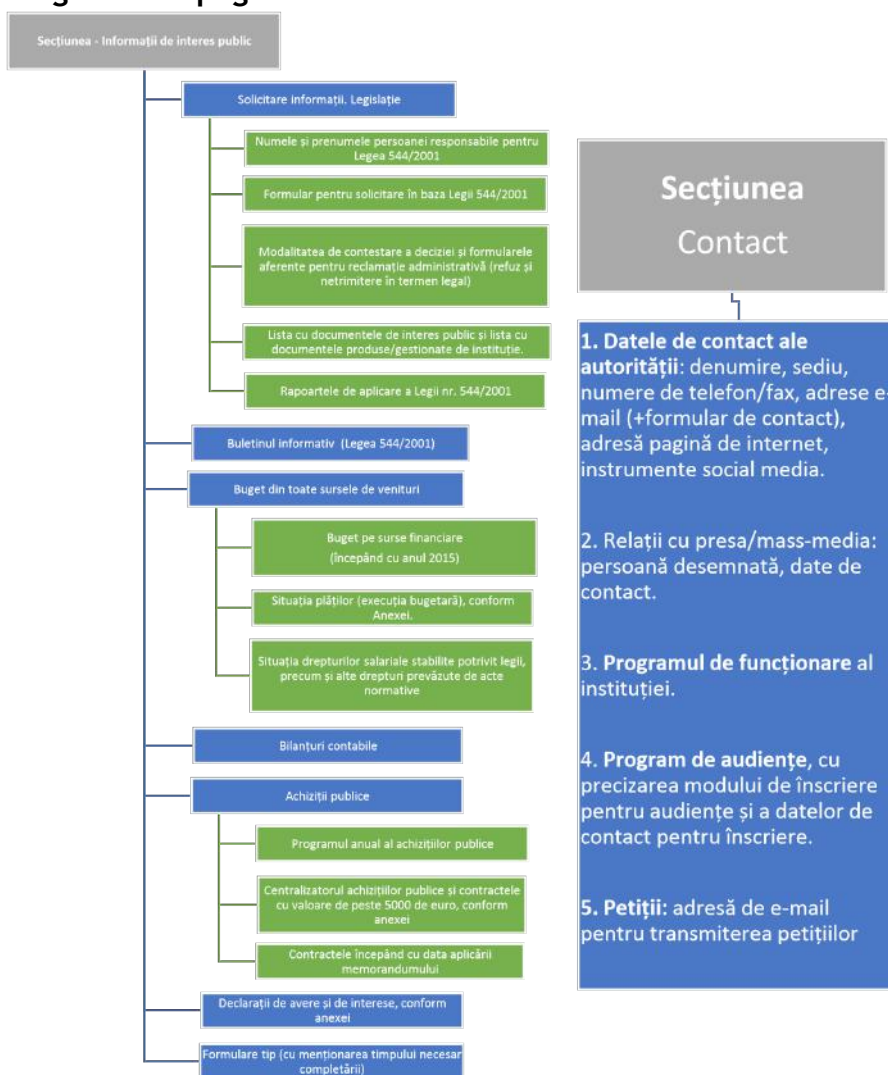 Secțiunea - Informații de interes public
Solicitare informații. Legislație
Numele și prenumele persoanei responsabile pentru
Legea 544/2001
Formular pentru solicitare în baza Legii 544/2001
Modalitatea de contestare a deciziei și formularele
aferente pentru reclamație administrativă (refuz și
netrimitere în termen legal)
Lista cu documentele de interes public și lista cu
documentele produse/gestionate de instituție.
Rapoartele de aplicare a Legii nr. 544/2001
Buletinul informativ (Legea 544/2001)
Buget din toate sursele de venituri
Buget pe surse financiare
(începând cu anul 2015)
Situația plăților (execuția bugetară), conform
Anexei.
Situația drepturilor salariale stabilite potrivit legii,
precum și alte drepturi prevăzute de acte
normative
Bilanțuri contabile
Achiziții publice
Programul anual al achizițiilor publice
Centralizatorul achizițiilor publice și contractele
cu valoare de peste 5000 de euro, conform
anexei
Contractele începând cu data aplicării
memorandumului
Declarații de avere și de interese, conform
anexei
Formulare tip (cu menționarea timpului necesar
completării)
Secțiunea
Contact
1. Datele de contact ale
autorității: denumire, sediu,
numere de telefon/fax, adrese e-
mail (+formular de contact),
adresă pagină de internet,
instrumente social media.
2. Relații cu presa/mass-media:
persoană desemnată, date de
contact.
3. Programul de funcționare al
instituției.
4. Program de audiențe, cu
precizarea modului de înscriere
pentru audiențe și a datelor de
contact pentru înscriere.
5. Petiții: adresă de e-mail
pentru transmiterea petițiilor